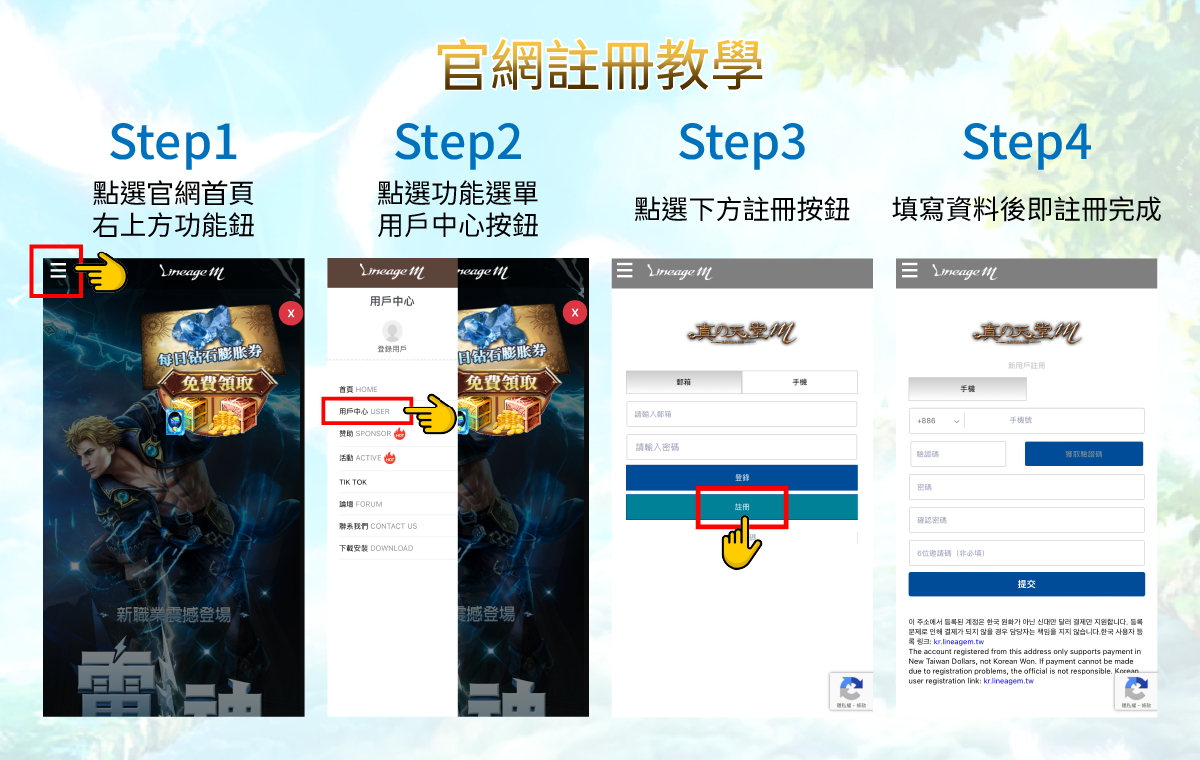 官網註冊教學
Step1
點選官網首頁
右上方功能鈕
Lineage M
X
每日鉆石膨脹券
免費領取
新職業震撼登場
雷神
Step2
點選功能選單
用戶中心按鈕
Lineage M
用戶中心
登錄用戶
首頁 HOME
用戶中心 USER
贊助 SPONSOR HOT
活動 ACTIVE HOT
TIK TOK
論壇 FORUM
聯系我們 CONTACT US
下載安裝 DOWNLOAD
neage M
X
日鉆石膨脹券
免費領取
震撼登場
神
Step3
點選下方註冊按鈕
Lineage M
真の天堂M
郵箱
手機
請輸入郵箱
請輸入密碼
登錄
註冊
碼
隱私權 - 條款
Step4
填寫資料後即註冊完成
Lineage M
真の天堂M
新用戶註冊
手機
+886
手機號
驗證碼
獲取驗證碼
密碼
確認密碼
6位邀請碼（非必填）
提交
이 주소에서 등록된 계정은 한국 원화가 아닌 신대만 달러 결제만 지원합니다. 등록
문제로 인해 결제가 되지 않을 경우 담당자는 책임을 지지 않습니다.한국 사용자 등
록 링크: kr.lineagem.tw
The account registered from this address only supports payment in
New Taiwan Dollars, not Korean Won. If payment cannot be made
due to registration problems, the official is not responsible. Korean
user registration link: kr.lineagem.tw
隱私權 - 條款